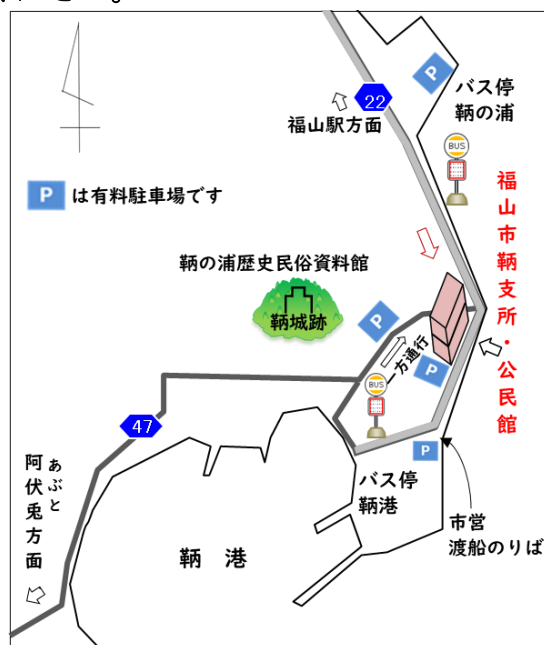 バス停
鞆の浦
22
福山駅方面
P
BUS
P は有料駐車場です
福山市鞆支所・公民館
鞆の浦歴史民俗資料館
鞆城跡
P
一方通行
P
BUS
47
P
バス停
鞆港
あぶと
阿伏兎方面
市営
渡船のりば
鞆 港